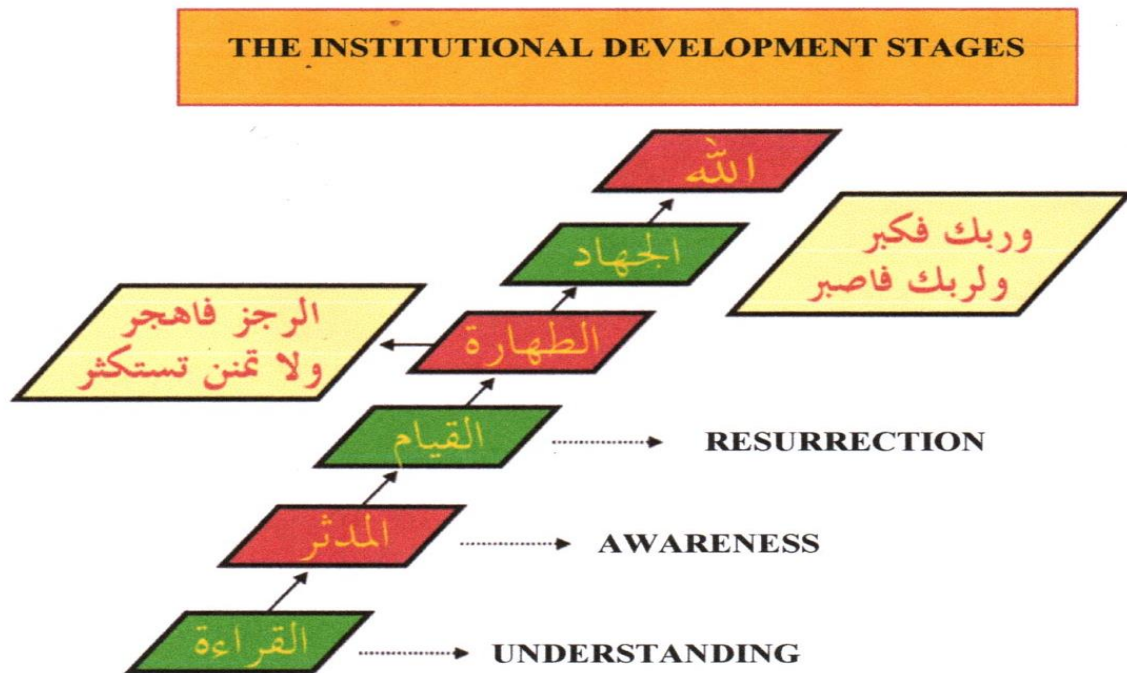 THE INSTITUTIONAL DEVELOPMENT STAGES
الله
وربك فكبر
ولربك فاصبر
الجهاد
الطهارة
الرجز فاهجر
ولا تمنن تستكثر
القيام
RESURRECTION
المدثر
AWARENESS
القراءة
UNDERSTANDING